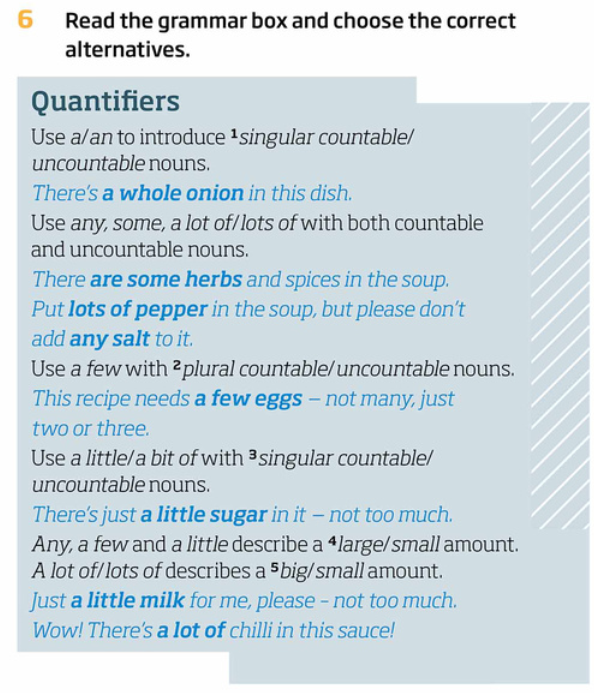 6 Read the grammar box and choose the correct
alternatives.
Quantifiers
Use a/an to introduce ¹singular countable/
uncountable nouns.
There's a whole onion in this dish.
Use any, some, a lot of/lots of with both countable
and uncountable nouns.
There are some herbs and spices in the soup.
Put lots of pepper in the soup, but please don't
add any salt to it.
Use a few with ²plural countable/uncountable nouns.
This recipe needs a few eggs – not many, just
two or three.
Use a little/a bit of with ³singular countable/
uncountable nouns.
There's just a little sugar in it – not too much.
Any, a few and a little describe a ⁴large/small amount.
A lot of/lots of describes a ⁵big/small amount.
Just a little milk for me, please – not too much.
Wow! There's a lot of chilli in this sauce!